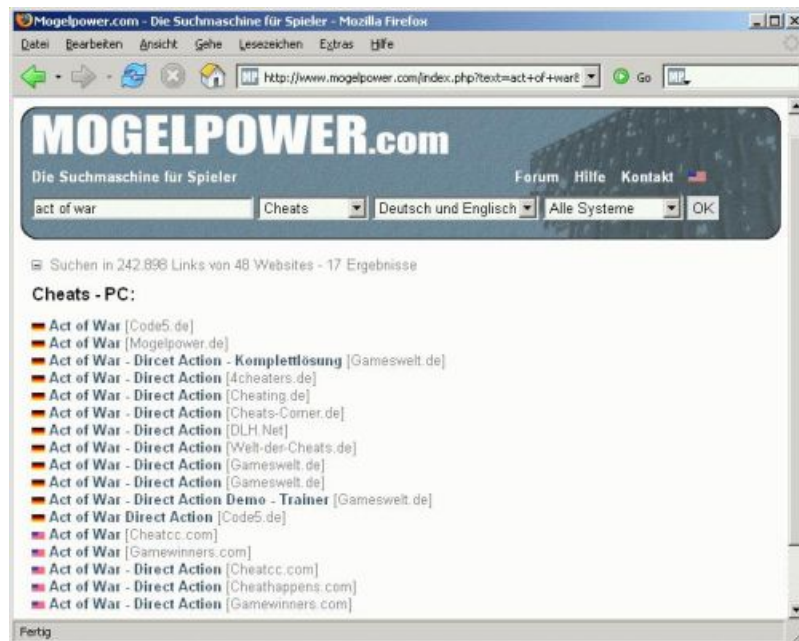 Mogelpower.com - Die Suchmaschine für Spieler - Mozilla Firefox
Datei Bearbeiten Ansicht Gehe Lesezeichen Extras Hilfe
http://www.mogelpower.com/index.php?text=act+of+war& Go
MOGELPOWER.com
Die Suchmaschine für Spieler Forum Hilfe Kontakt
act of war Cheats Deutsch und Englisch Alle Systeme OK
Suchen in 242.898 Links von 48 Websites - 17 Ergebnisse
Cheats - PC:
Act of War [Code5.de]
Act of War [Mogelpower.de]
Act of War - Dircet Action - Komplettlösung [Gameswelt.de]
Act of War - Direct Action [4cheaters.de]
Act of War - Direct Action [Cheating.de]
Act of War - Direct Action [Cheats-Corner.de]
Act of War - Direct Action [DLH.Net]
Act of War - Direct Action [Welt-der-Cheats.de]
Act of War - Direct Action [Gameswelt.de]
Act of War - Direct Action [Gameswelt.de]
Act of War - Direct Action Demo - Trainer [Gameswelt.de]
Act of War Direct Action [Code5.de]
Act of War [Cheatcc.com]
Act of War [Gamewinners.com]
Act of War - Direct Action [Cheatcc.com]
Act of War - Direct Action [Cheathappens.com]
Act of War - Direct Action [Gamewinners.com]
Fertig